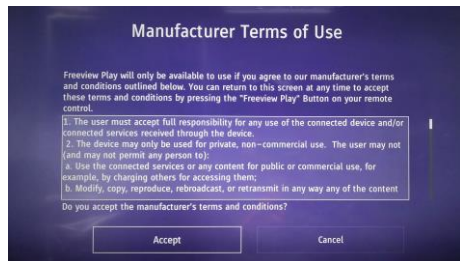 Manufacturer Terms of Use
Freeview Play will only be available to use if you agree to our manufacturer's terms
and conditions outlined below. You can return to this screen at any time to accept
these terms and conditions by pressing the "Freeview Play" Button on your remote
control.
1. The user must accept full responsibility for any use of the connected device and/or
connected services received through the device.
2. The device may only be used for private, non-commercial use. The user may not
(and may not permit any person to):
a. Use the connected services or any content for public or commercial use, for
example, by charging others for accessing them;
b. Modify, copy, reproduce, rebroadcast, or retransmit in any way any of the content
Do you accept the manufacturer's terms and conditions?
Accept
Cancel